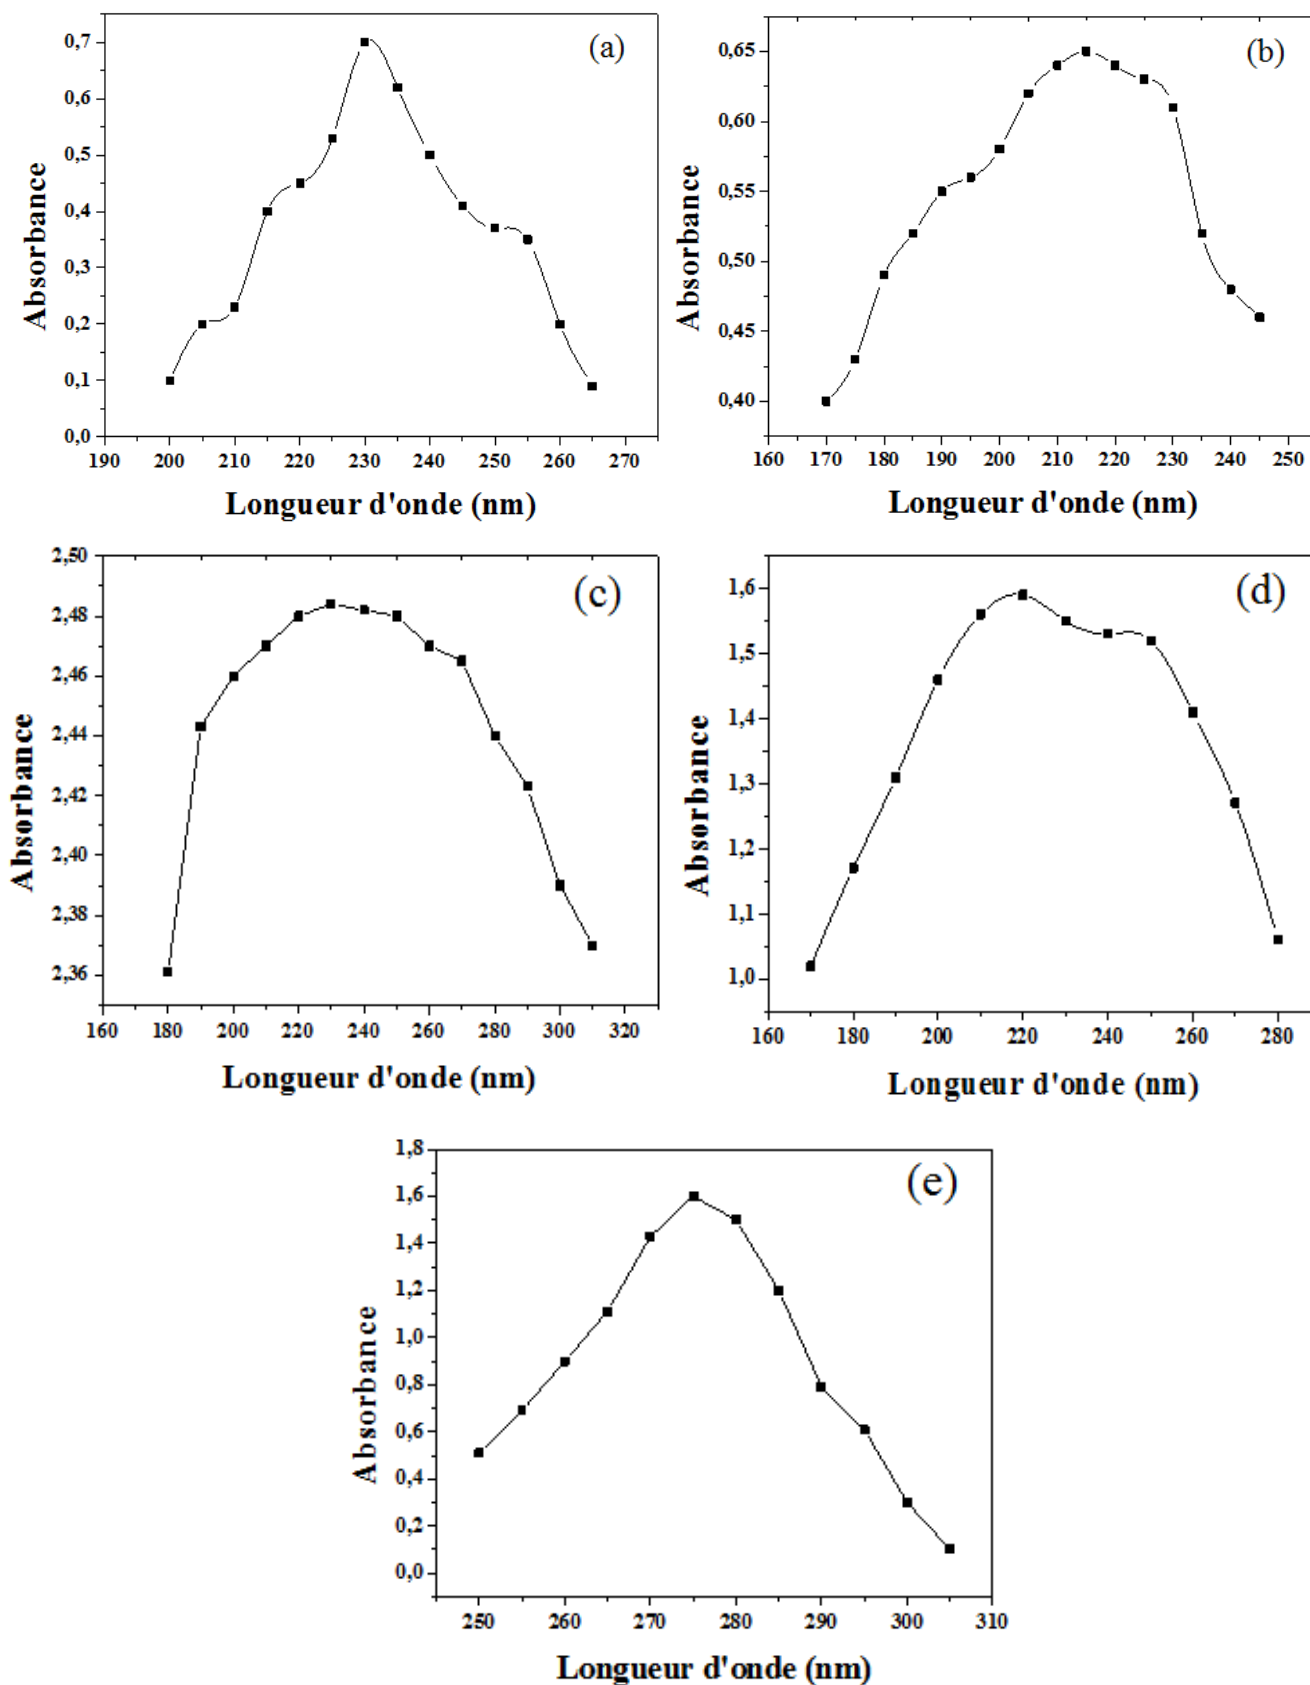 (a)
0,7
0,6
0,5
0,4
0,3
0,2
0,1
0,0
190 200 210 220 230 240 250 260 270
Absorbance
Longueur d'onde (nm)
(b)
0,65
0,60
0,55
0,50
0,45
0,40
160 170 180 190 200 210 220 230 240 250
Absorbance
Longueur d'onde (nm)
(c)
2,50
2,48
2,46
2,44
2,42
2,40
2,38
2,36
160 180 200 220 240 260 280 300 320
Absorbance
Longueur d'onde (nm)
(d)
1,6
1,5
1,4
1,3
1,2
1,1
1,0
160 180 200 220 240 260 280
Absorbance
Longueur d'onde (nm)
(e)
1,8
1,6
1,4
1,2
1,0
0,8
0,6
0,4
0,2
0,0
250 260 270 280 290 300 310
Absorbance
Longueur d'onde (nm)